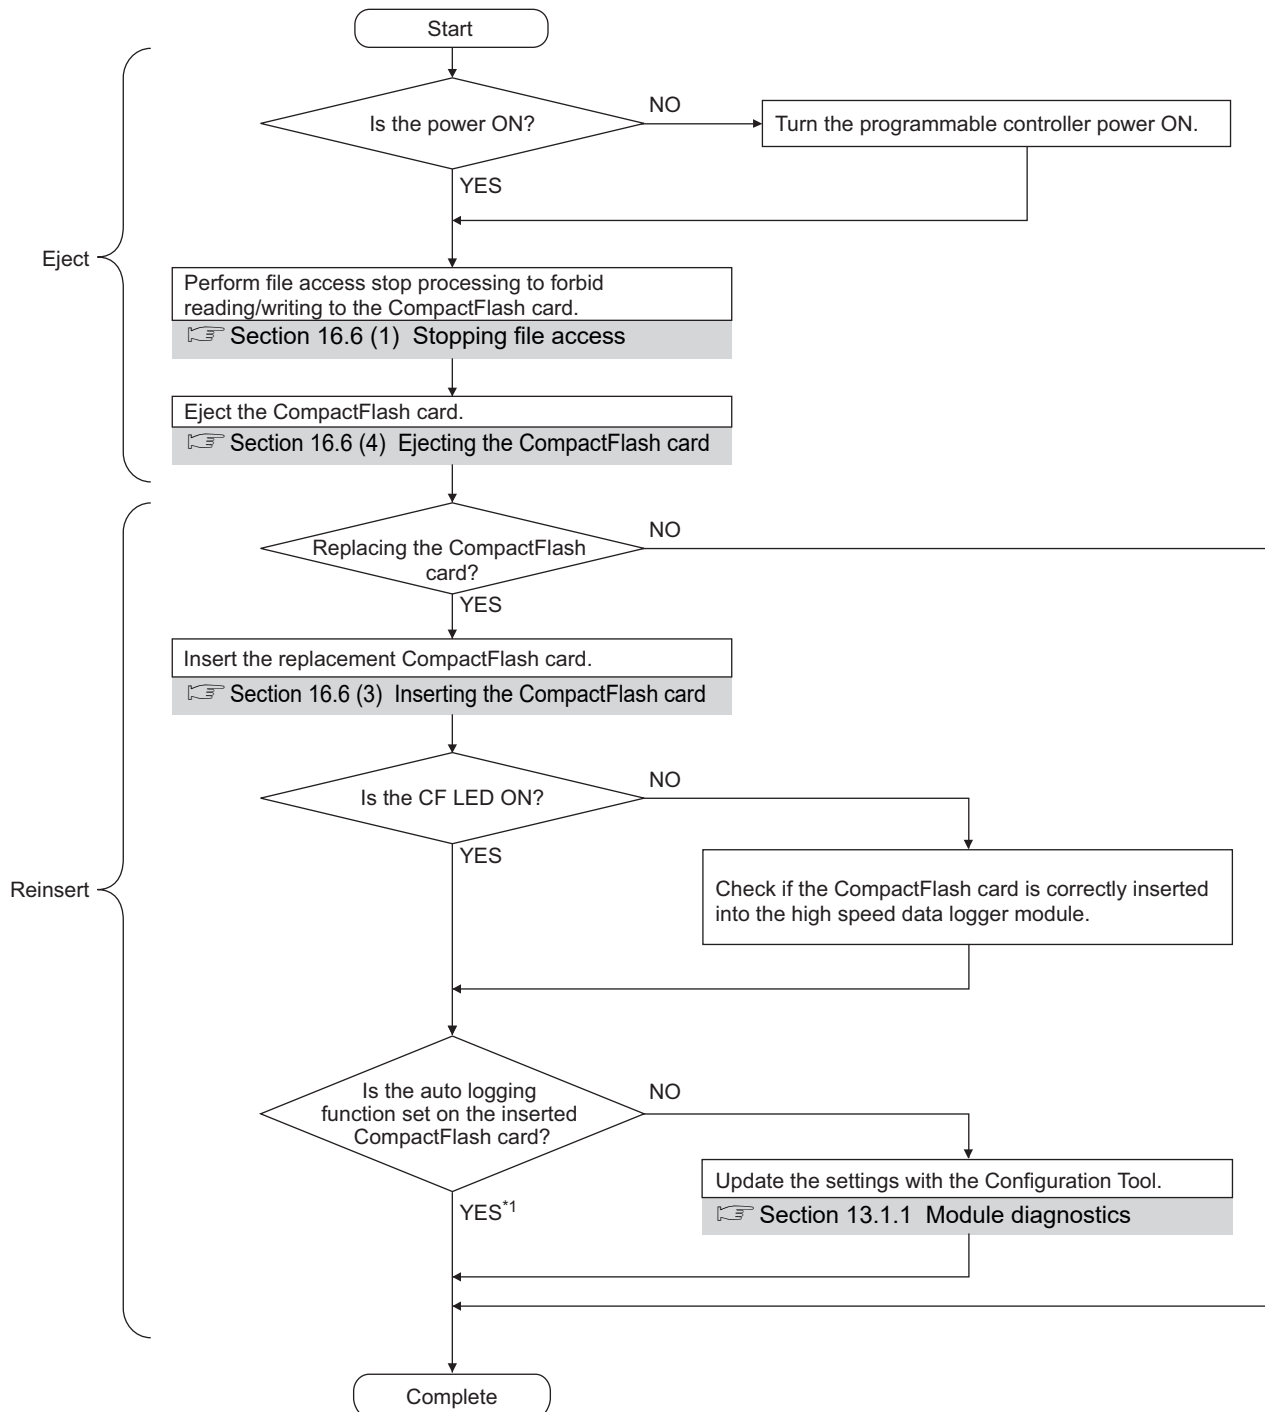 Start
Is the power ON?
NO
Turn the programmable controller power ON.
YES
Eject
Perform file access stop processing to forbid
reading/writing to the CompactFlash card.
☞ Section 16.6 (1) Stopping file access
Eject the CompactFlash card.
☞ Section 16.6 (4) Ejecting the CompactFlash card
Replacing the CompactFlash
card?
NO
YES
Insert the replacement CompactFlash card.
☞ Section 16.6 (3) Inserting the CompactFlash card
Is the CF LED ON?
NO
YES
Reinsert
Check if the CompactFlash card is correctly inserted
into the high speed data logger module.
Is the auto logging
function set on the inserted
CompactFlash card?
NO
Update the settings with the Configuration Tool.
☞ Section 13.1.1 Module diagnostics
YES*1
Complete